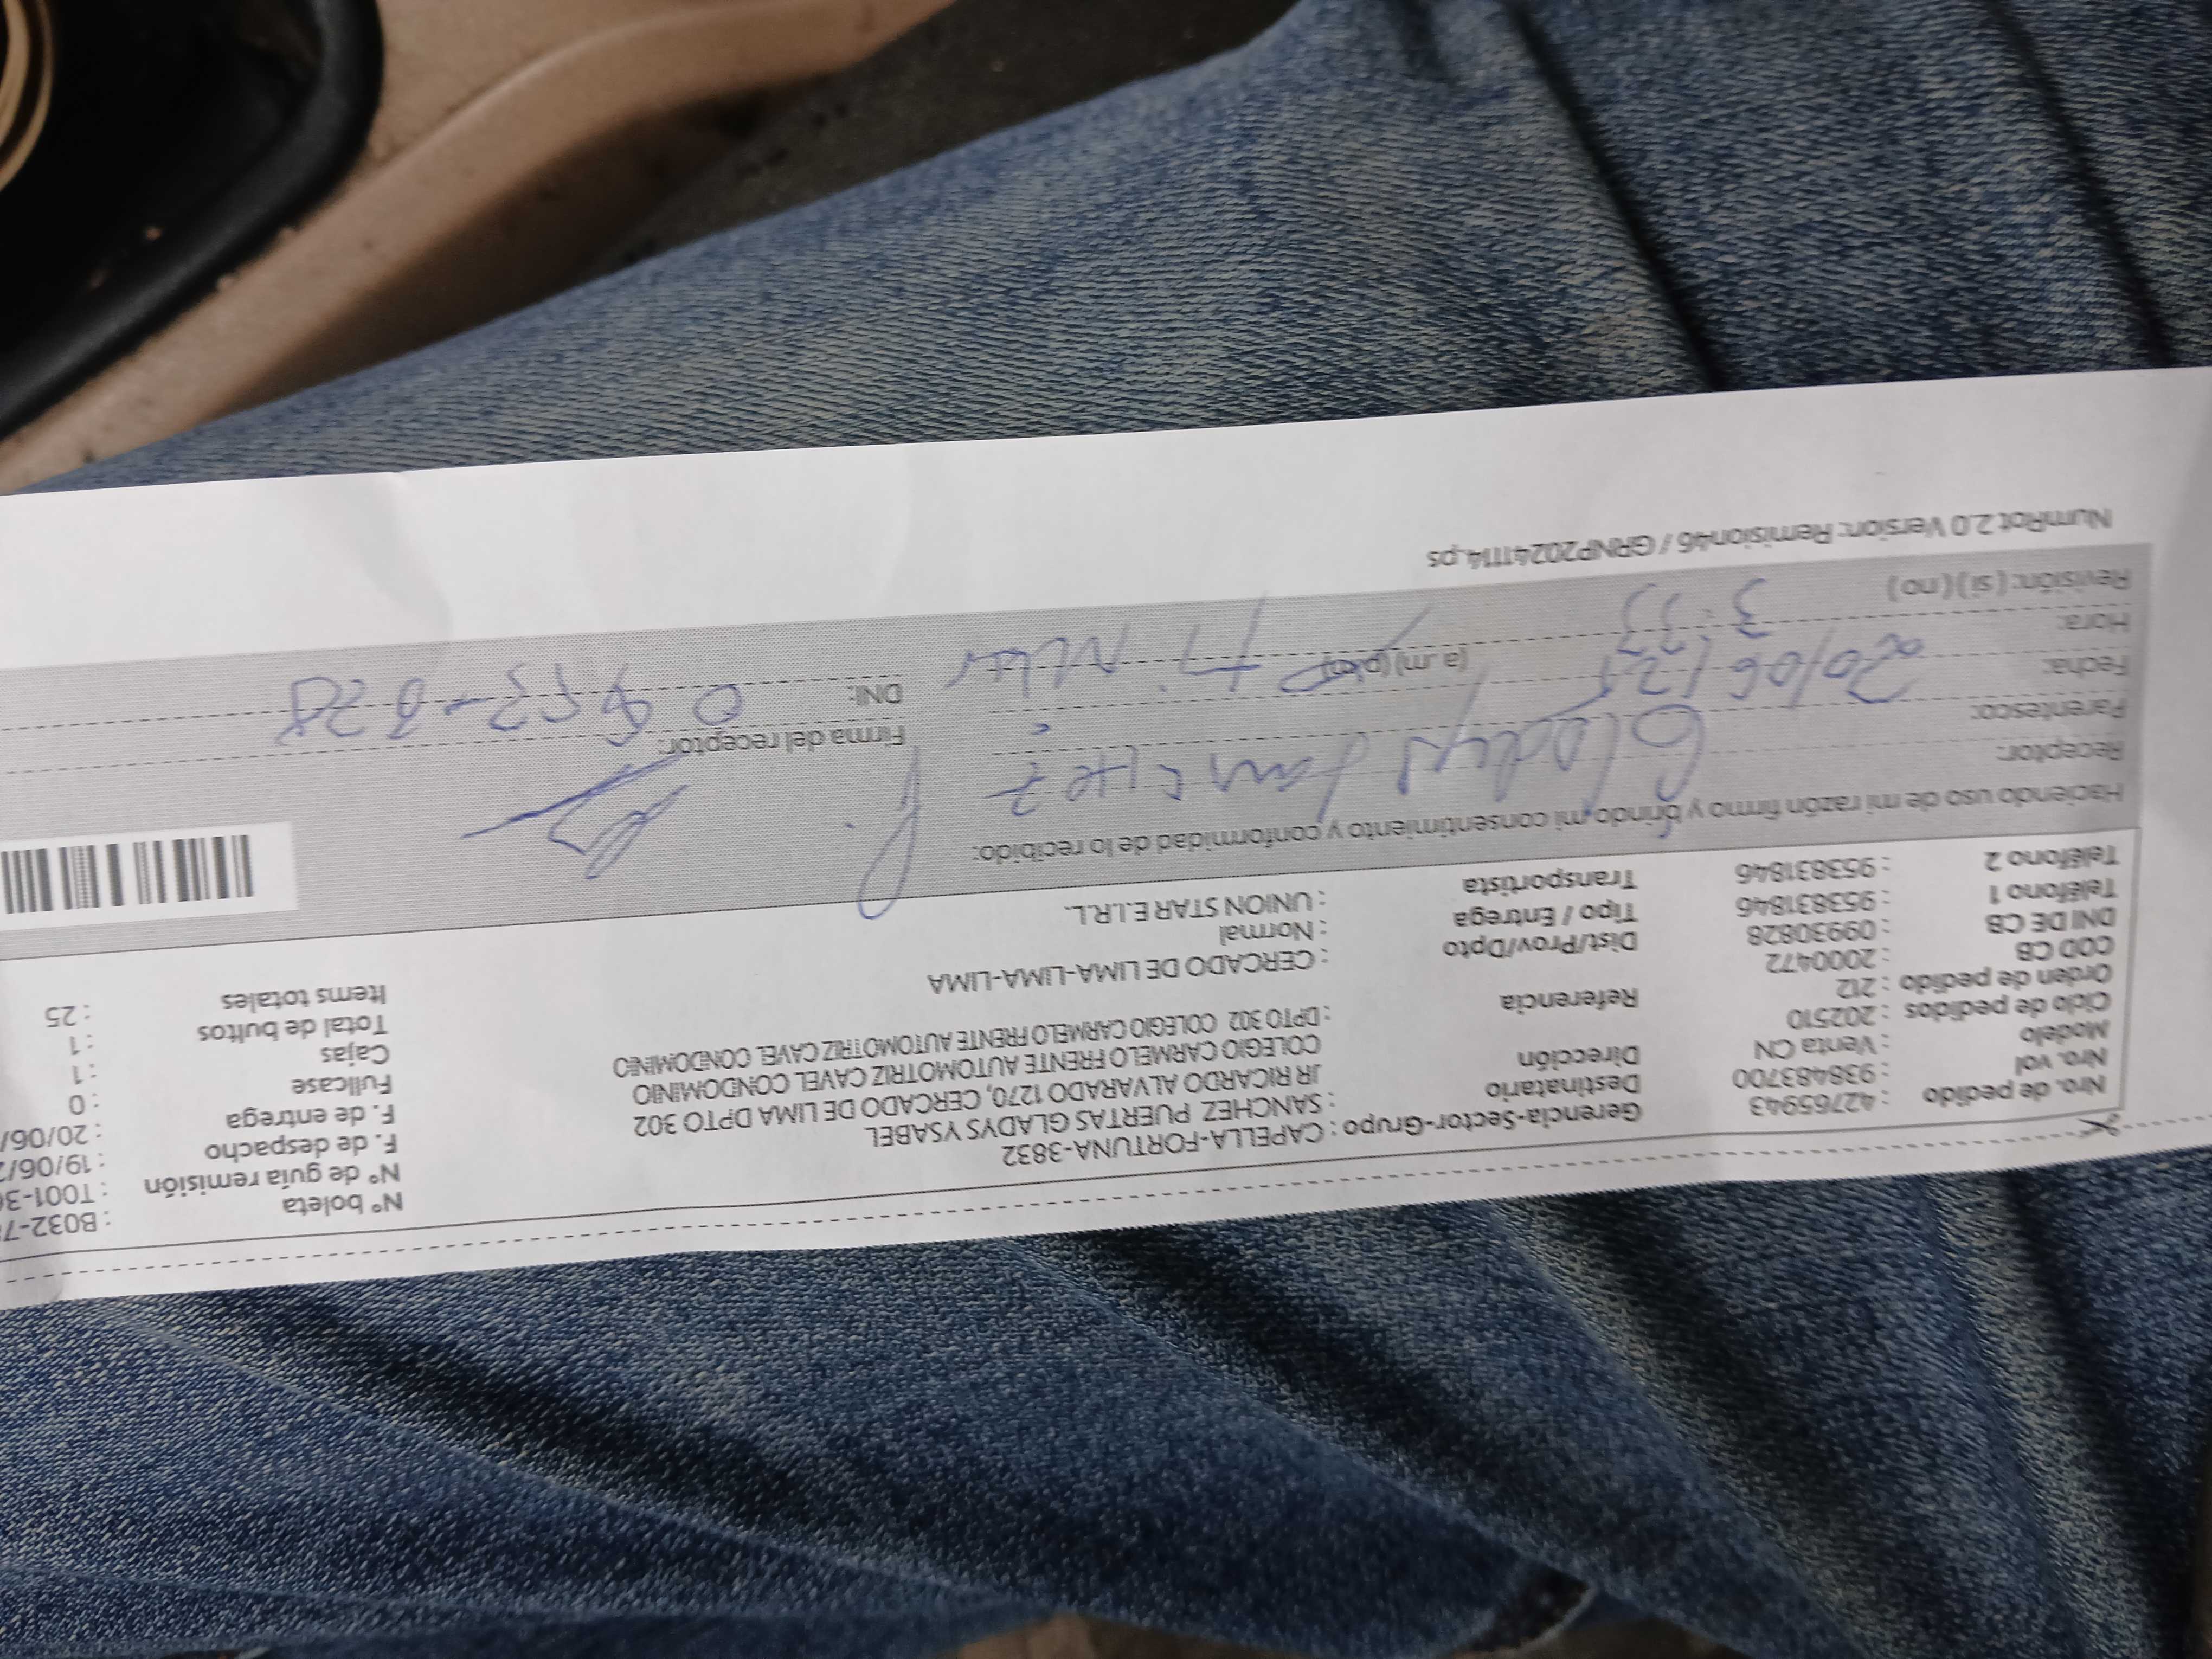 Nro. de pedido : 42765943 Gerencia-Sector-Grupo : CAPELLA-FORTUNA-3832 N° boleta : B032-7
Nro. vol : 938483700 Destinatario : SANCHEZ PUERTAS GLADYS YSABEL N° de guía remisión : T001-3
Modelo : Venta CN Dirección JR RICARDO ALVARADO 1270, CERCADO DE LIMA DPTO 302 F. de despacho : 19/06/
Ciclo de pedidos : 202510 COLEGIO CARMELO FRENTE AUTOMOTRIZ CAVEL CONDOMINIO F. de entrega : 20/06/
Orden de pedido : 212 Referencia : DPTO 302 COLEGIO CARMELO FRENTE AUTOMOTRIZ CAVEL CONDOMINIO Fullcase : 0
COD CB : 2000472 Dist/Prov/Dpto : CERCADO DE LIMA-LIMA-LIMA Cajas : 1
DNI DE CB : 09930828 Tipo / Entrega : Normal Total de bultos : 1
Teléfono 1 : 953831846 Transportista : UNION STAR E.I.R.L. Items totales : 25
Teléfono 2 : 953831846
Haciendo uso de mi razón firmo y brindo mi consentimiento y conformidad de lo recibido:
Receptor: Gladys Sanchez
Parentesco: Firma del receptor:
Fecha: 20/06/25 DNI:
Hora: 3:33 (a.m)(p.m)
Revisión: (si)(no)
NumRot 2.0 Version: Remision46 / GRNP20241114.ps